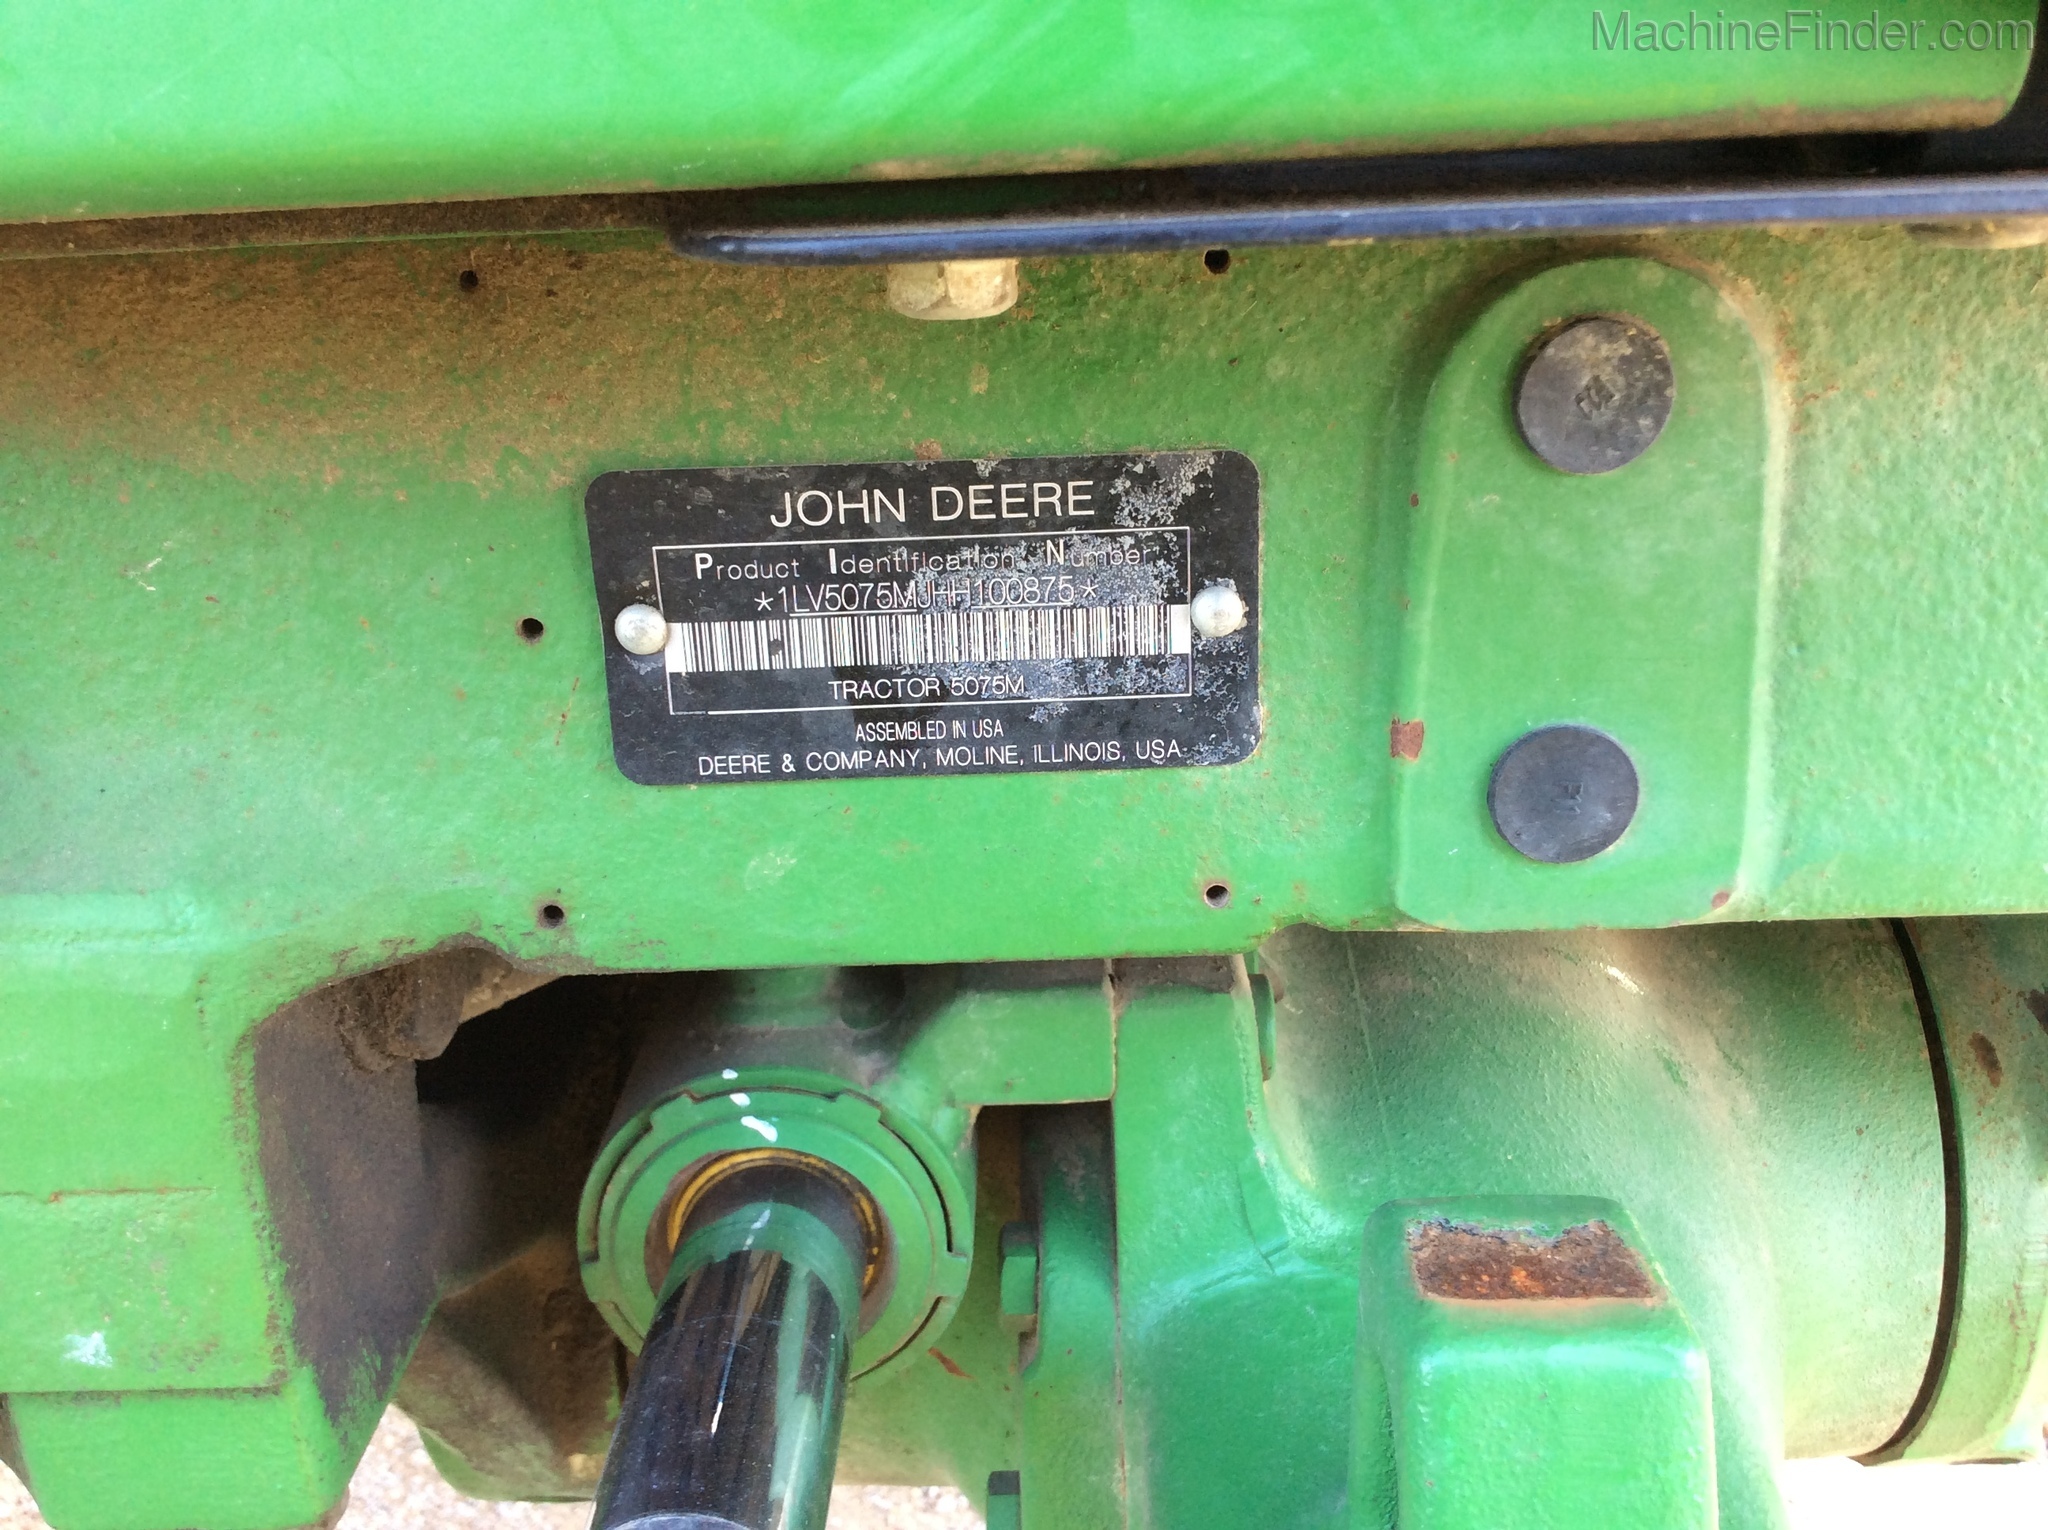 MachineFinder.com
JOHN DEERE
Product Identification Number
*1LV5075MJHH100875*
TRACTOR 5075M
ASSEMBLED IN USA
DEERE & COMPANY, MOLINE, ILLINOIS, USA